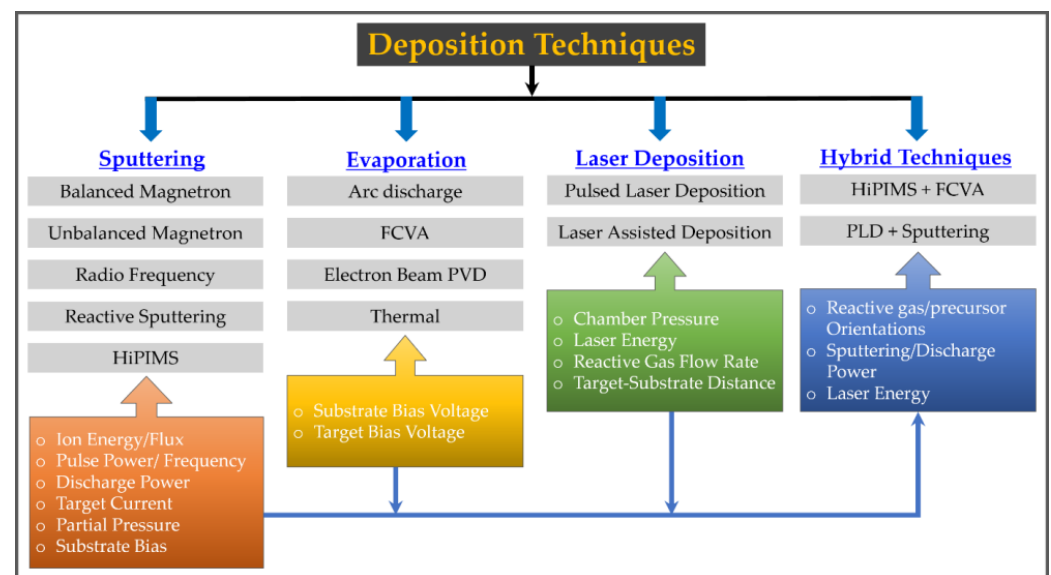 Deposition Techniques
Sputtering
Balanced Magnetron
Unbalanced Magnetron
Radio Frequency
Reactive Sputtering
HiPIMS
o Ion Energy/Flux
o Pulse Power/ Frequency
o Discharge Power
o Target Current
o Partial Pressure
o Substrate Bias
Evaporation
Arc discharge
FCVA
Electron Beam PVD
Thermal
o Substrate Bias Voltage
o Target Bias Voltage
Laser Deposition
Pulsed Laser Deposition
Laser Assisted Deposition
o Chamber Pressure
o Laser Energy
o Reactive Gas Flow Rate
o Target-Substrate Distance
Hybrid Techniques
HiPIMS + FCVA
PLD + Sputtering
o Reactive gas/precursor
Orientations
o Sputtering/Discharge
Power
o Laser Energy